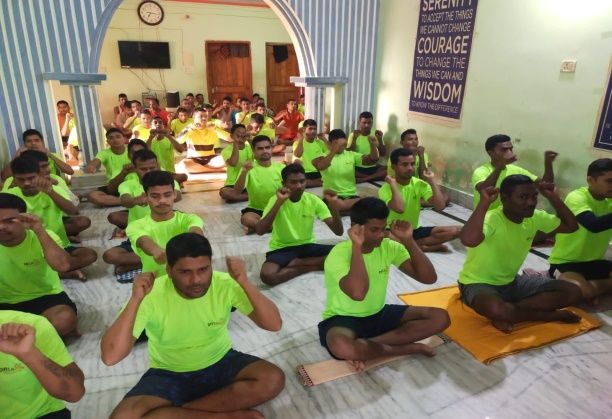 SERENITY
TO ACCEPT THE THINGS
WE CANNOT CHANGE
COURAGE
TO CHANGE THE
THINGS WE CAN AND
WISDOM
TO KNOW THE DIFFERENCE